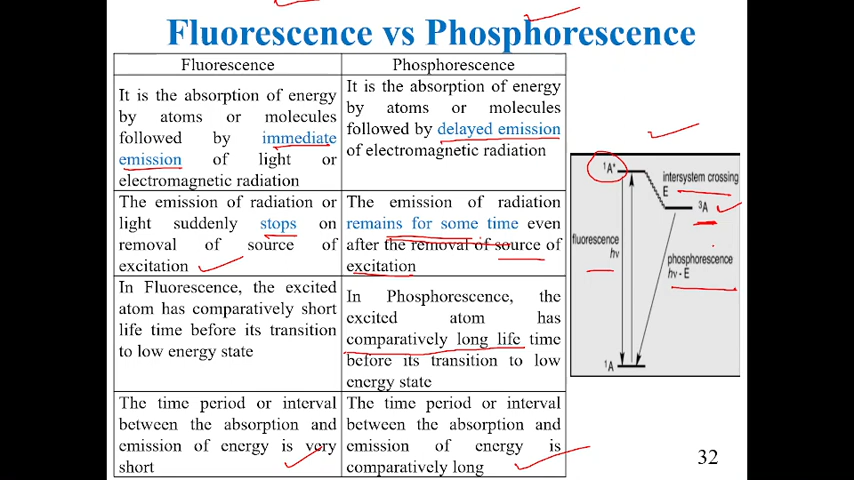 Fluorescence vs Phosphorescence
Fluorescence
Phosphorescence
It is the absorption of energy
by atoms or molecules
followed by immediate
emission of light or
electromagnetic radiation
It is the absorption of energy
by atoms or molecules
followed by delayed emission
of electromagnetic radiation
The emission of radiation or
light suddenly stops on
removal of source of
excitation
The emission of radiation
remains for some time even
after the removal of source of
excitation
In Fluorescence, the excited
atom has comparatively short
life time before its transition
to low energy state
In Phosphorescence, the
excited atom has
comparatively long life time
before its transition to low
energy state
The time period or interval
between the absorption and
emission of energy is very
short
The time period or interval
between the absorption and
emission of energy is
comparatively long
¹A*
intersystem crossing
E
³A
fluorescence
hν
phosphorescence
hν - E
¹A
32